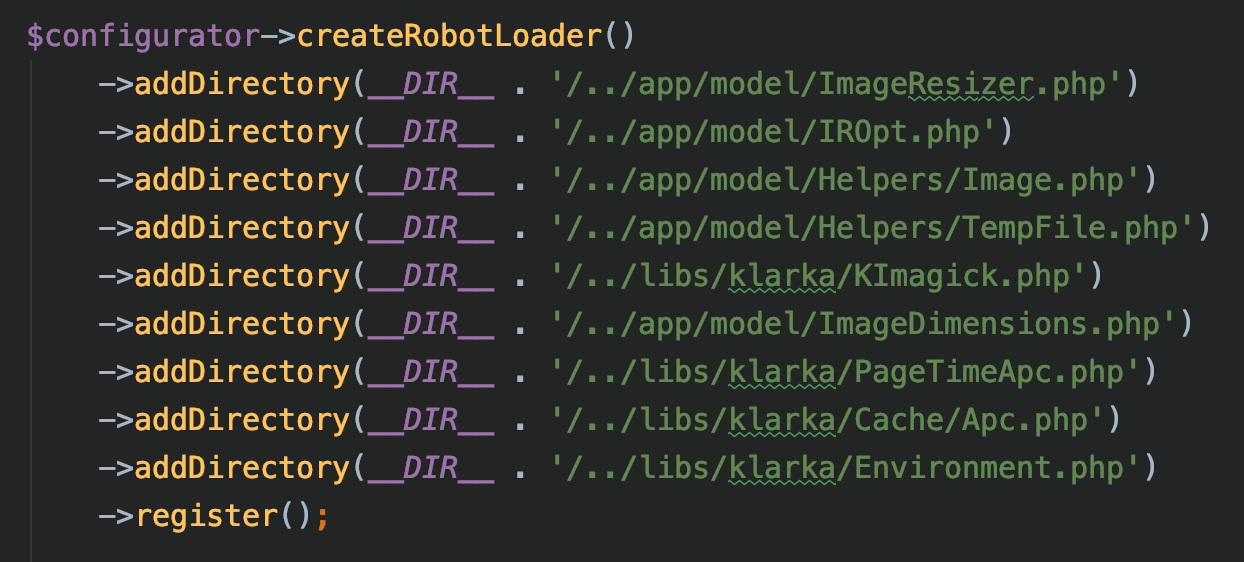 $configurator->createRobotLoader()
->addDirectory(__DIR__ . '/../app/model/ImageResizer.php')
->addDirectory(__DIR__ . '/../app/model/IROpt.php')
->addDirectory(__DIR__ . '/../app/model/Helpers/Image.php')
->addDirectory(__DIR__ . '/../app/model/Helpers/TempFile.php')
->addDirectory(__DIR__ . '/../libs/klarka/KImagick.php')
->addDirectory(__DIR__ . '/../app/model/ImageDimensions.php')
->addDirectory(__DIR__ . '/../libs/klarka/PageTimeApc.php')
->addDirectory(__DIR__ . '/../libs/klarka/Cache/Apc.php')
->addDirectory(__DIR__ . '/../libs/klarka/Environment.php')
->register();